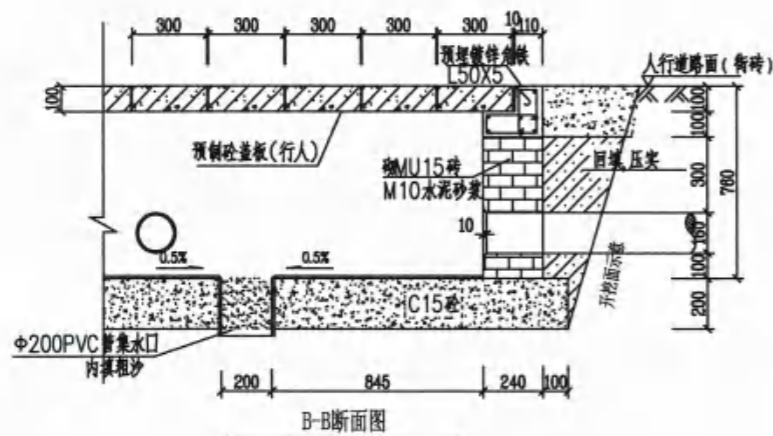 300 300 300 300 300 10 110
预埋镀锌角铁
L50X5
人行道路面(街砖)
100
预制砼盖板(行人)
砌MU15砖
M10水泥砂浆
回填,压实
100
100
300
160
100
200
760
10
0.5% 0.5%
开挖面示意
C15砼
Φ200PVC管集水口
内填粗沙
200 845 240 100
B-B断面图